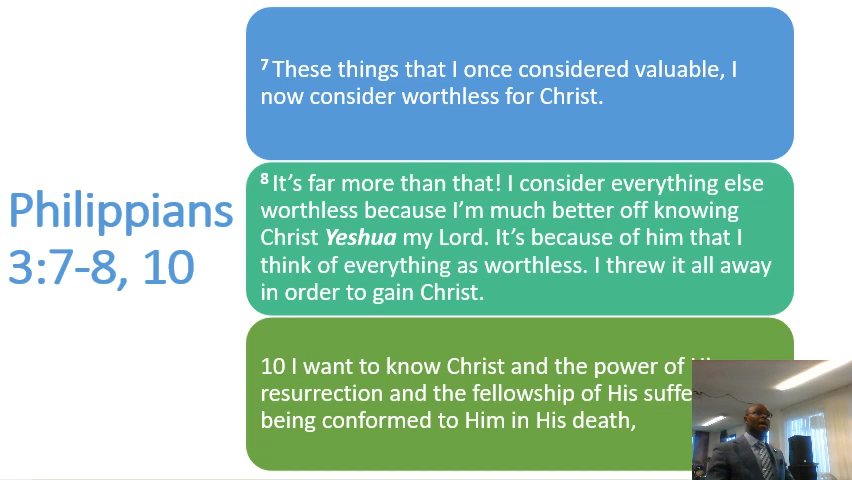 Philippians
3:7-8, 10
⁷ These things that I once considered valuable, I
now consider worthless for Christ.
⁸ It's far more than that! I consider everything else
worthless because I'm much better off knowing
Christ Yeshua my Lord. It's because of him that I
think of everything as worthless. I threw it all away
in order to gain Christ.
10 I want to know Christ and the power of
resurrection and the fellowship of His
being conformed to Him in His death,